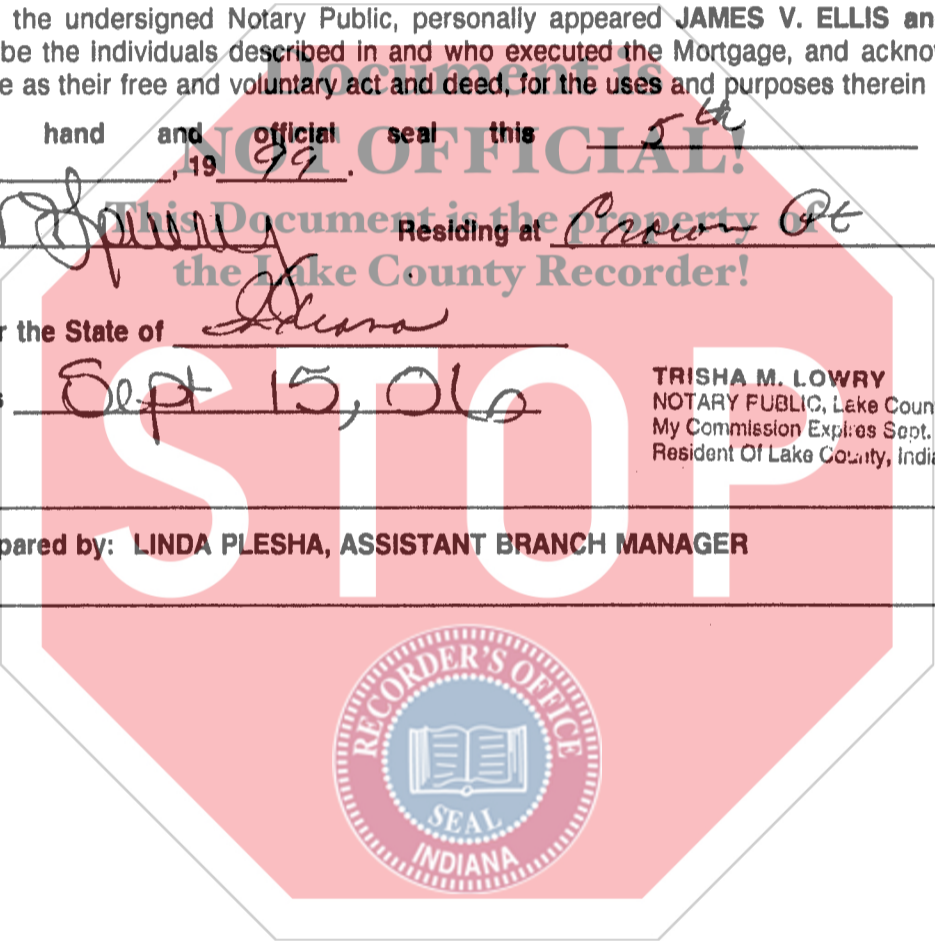 the undersigned Notary Public, personally appeared JAMES V. ELLIS an
be the individuals described in and who executed the Mortgage, and acknow
e as their free and voluntary act and deed, for the uses and purposes therein
Document is
hand and official seal this 5th
NOT OFFICIAL!
, 19 99.
This Document is the property of
Residing at Crown Pt
the Lake County Recorder!
r the State of Indiana
s Sept 15, 06
TRISHA M. LOWRY
NOTARY PUBLIC, Lake Coun
My Commission Expires Sept.
Resident Of Lake County, India
STOP
pared by: LINDA PLESHA, ASSISTANT BRANCH MANAGER
RECORDER'S OFFICE
SEAL
INDIANA